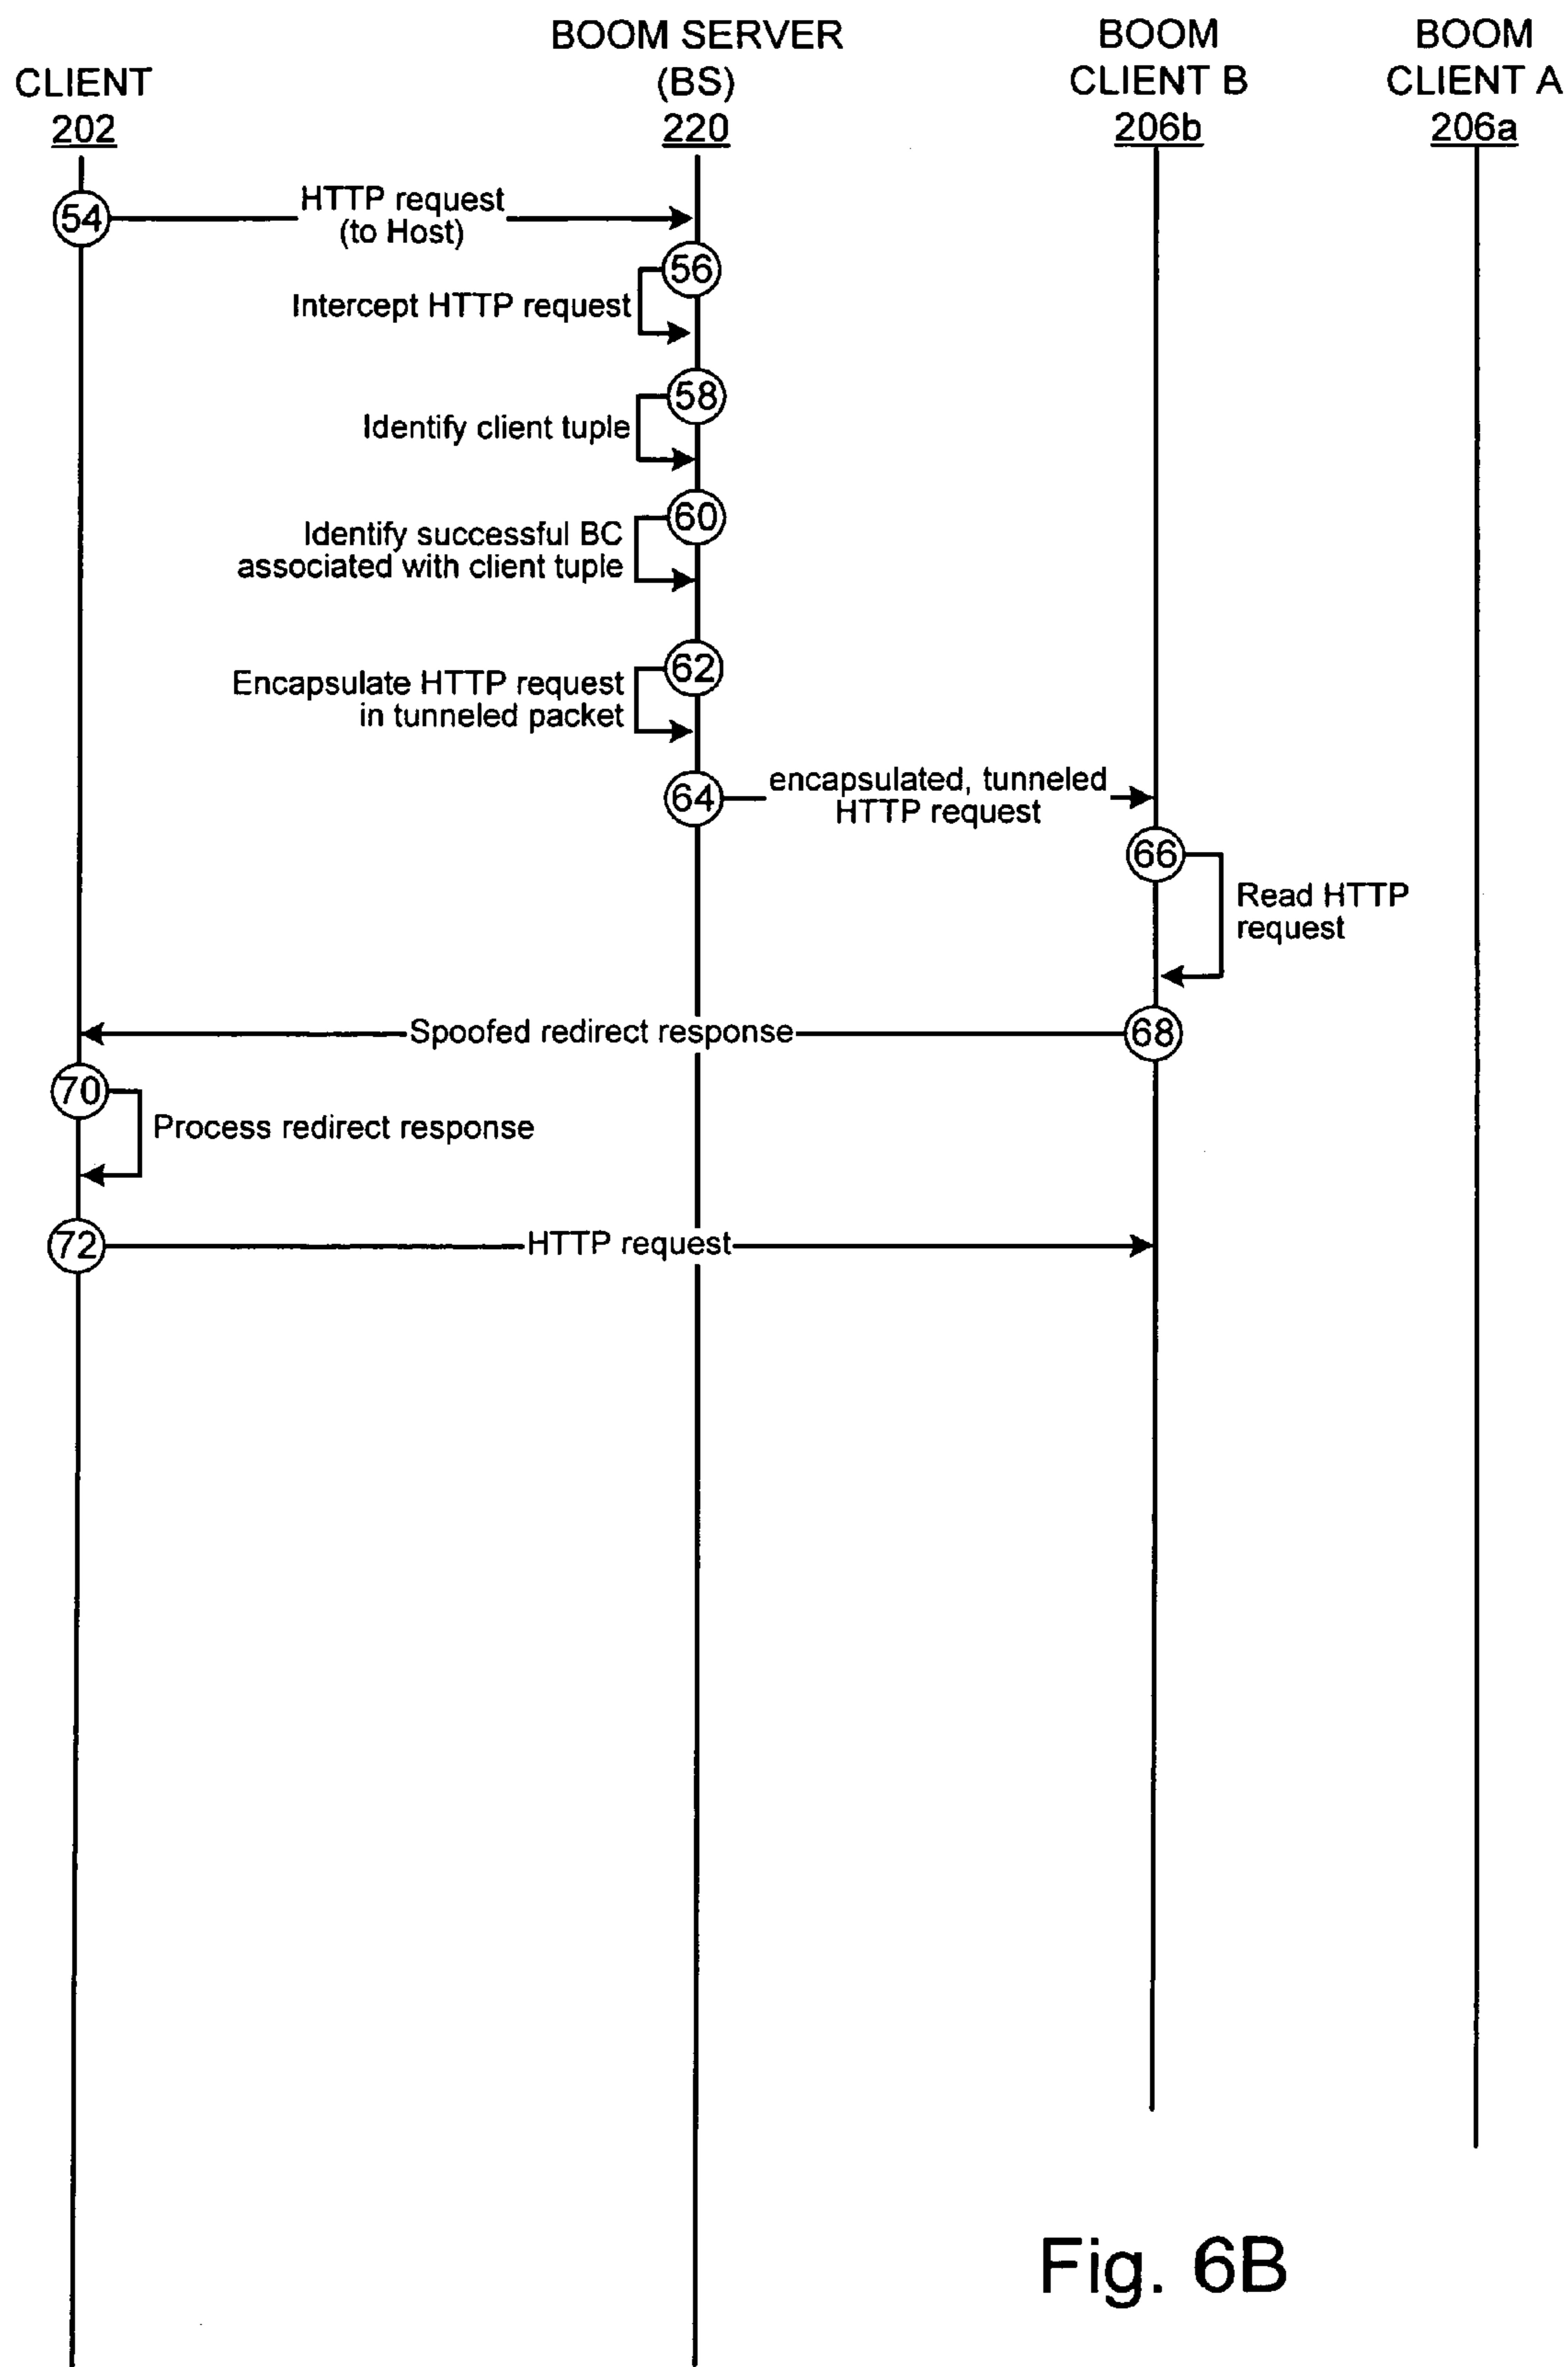 CLIENT
202
BOOM SERVER
(BS)
220
BOOM
CLIENT B
206b
BOOM
CLIENT A
206a
54
HTTP request
(to Host)
56
Intercept HTTP request
58
Identify client tuple
60
Identify successful BC
associated with client tuple
62
Encapsulate HTTP request
in tunneled packet
64
encapsulated, tunneled
HTTP request
66
Read HTTP
request
68
Spoofed redirect response
70
Process redirect response
72
HTTP request
Fig. 6B